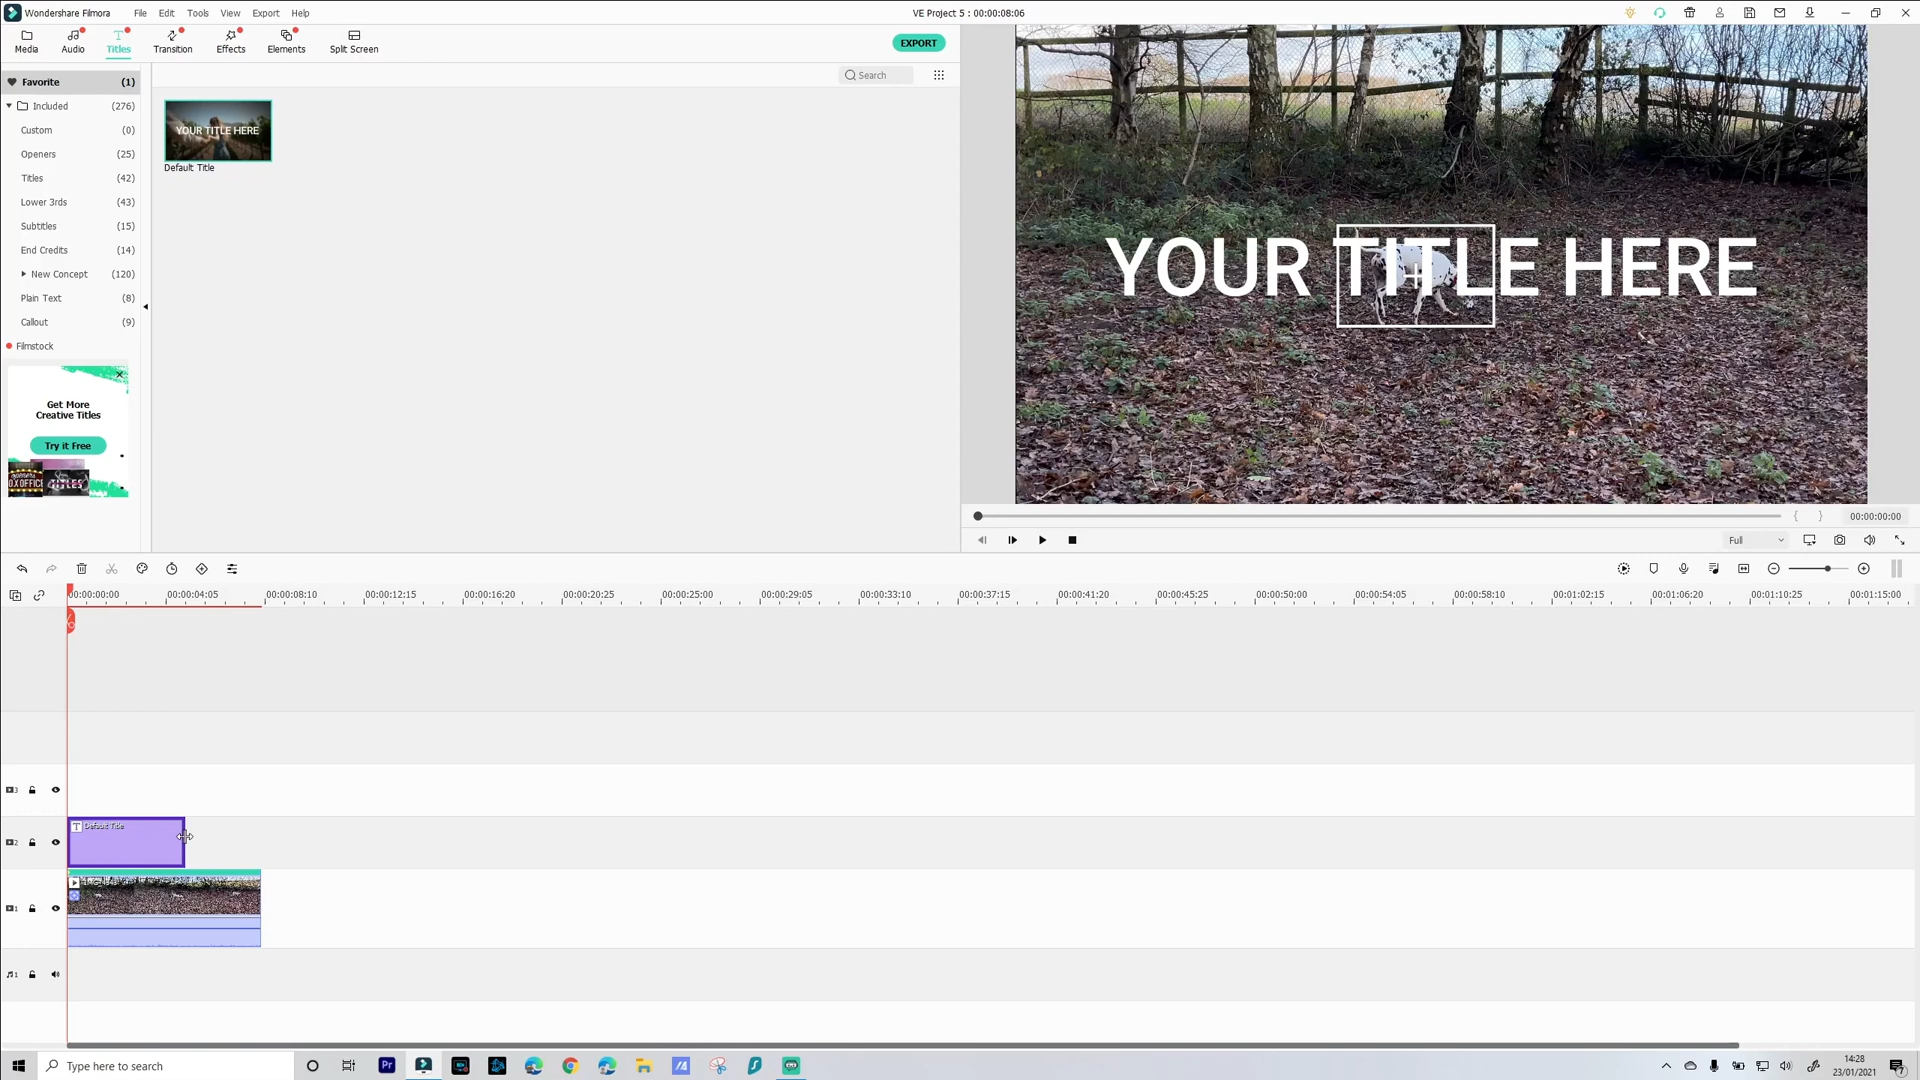 Wondershare Filmora File Edit Tools View Export Help VE Project 5 : 00:00:08:06
Media Audio Titles Transition Effects Elements Split Screen EXPORT
Favorite (1)
Search
Included (276)
Custom (0)
Openers (25)
Titles (42)
Lower 3rds (43)
Subtitles (15)
End Credits (14)
New Concept (120)
Plain Text (8)
Callout (9)
Filmstock
Get More
Creative Titles
Try it Free
YOUR TITLE HERE
Default Title
YOUR TITLE HERE
{ } 00:00:00:00
Full
00:00:00:00 00:00:04:05 00:00:08:10 00:00:12:15 00:00:16:20 00:00:20:25 00:00:25:00 00:00:29:05 00:00:33:10 00:00:37:15 00:00:41:20 00:00:45:25 00:00:50:00 00:00:54:05 00:00:58:10 00:01:02:15 00:01:06:20 00:01:10:25 00:01:15:00
3
2
T Default Title
1
1
Type here to search
Pr
14:28
23/01/2021
7